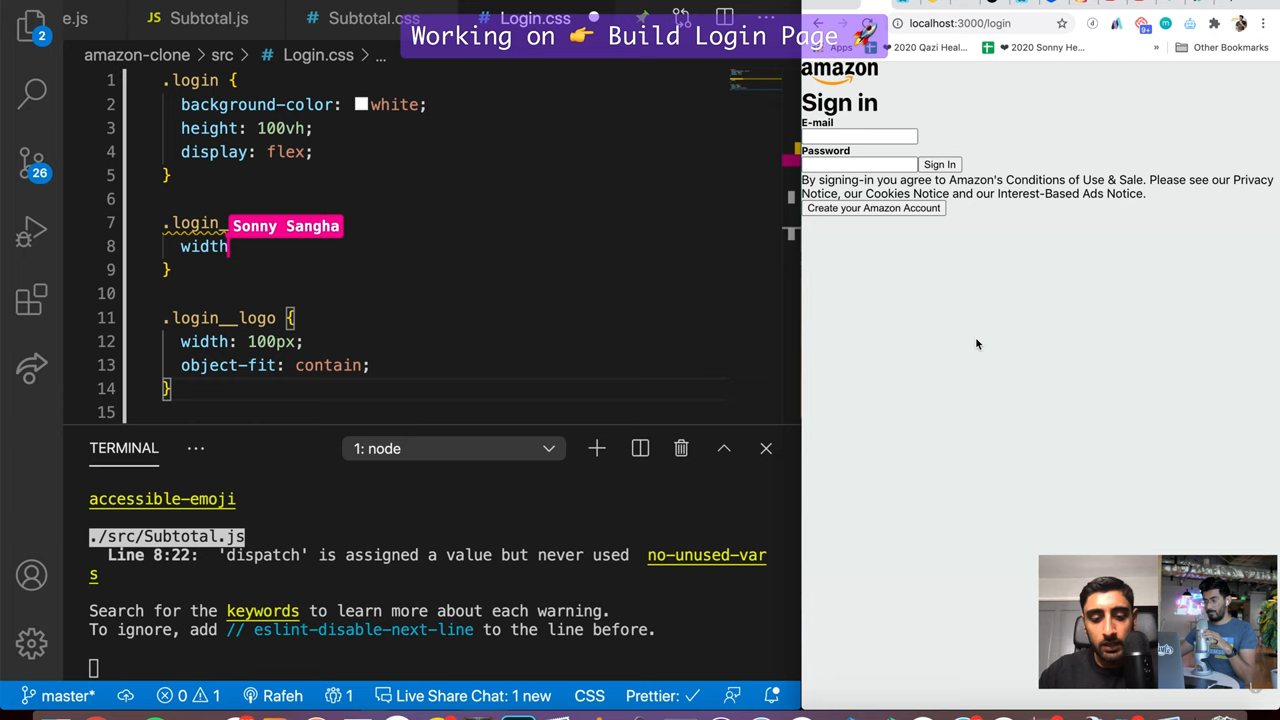 e.js
JS Subtotal.js
# Subtotal.css
# Login.css
Working on 👉 Build Login Page 🚀
amazon-clone > src > # Login.css > ...
2
26
1 .login {
2 background-color: white;
3 height: 100vh;
4 display: flex;
5 }
6
7 .login_
Sonny Sangha
8 width
9 }
10
11 .login__logo {
12 width: 100px;
13 object-fit: contain;
14 }
15
TERMINAL ...
1: node
accessible-emoji
./src/Subtotal.js
Line 8:22: 'dispatch' is assigned a value but never used no-unused-var
s
Search for the keywords to learn more about each warning.
To ignore, add // eslint-disable-next-line to the line before.
master* 0 1 Rafeh 1 Live Share Chat: 1 new CSS Prettier: ✓
localhost:3000/login
9+
Apps ❤ 2020 Qazi Heal... ❤ 2020 Sonny He... » Other Bookmarks
amazon
Sign in
E-mail
Password
Sign In
By signing-in you agree to Amazon's Conditions of Use & Sale. Please see our Privacy
Notice, our Cookies Notice and our Interest-Based Ads Notice.
Create your Amazon Account